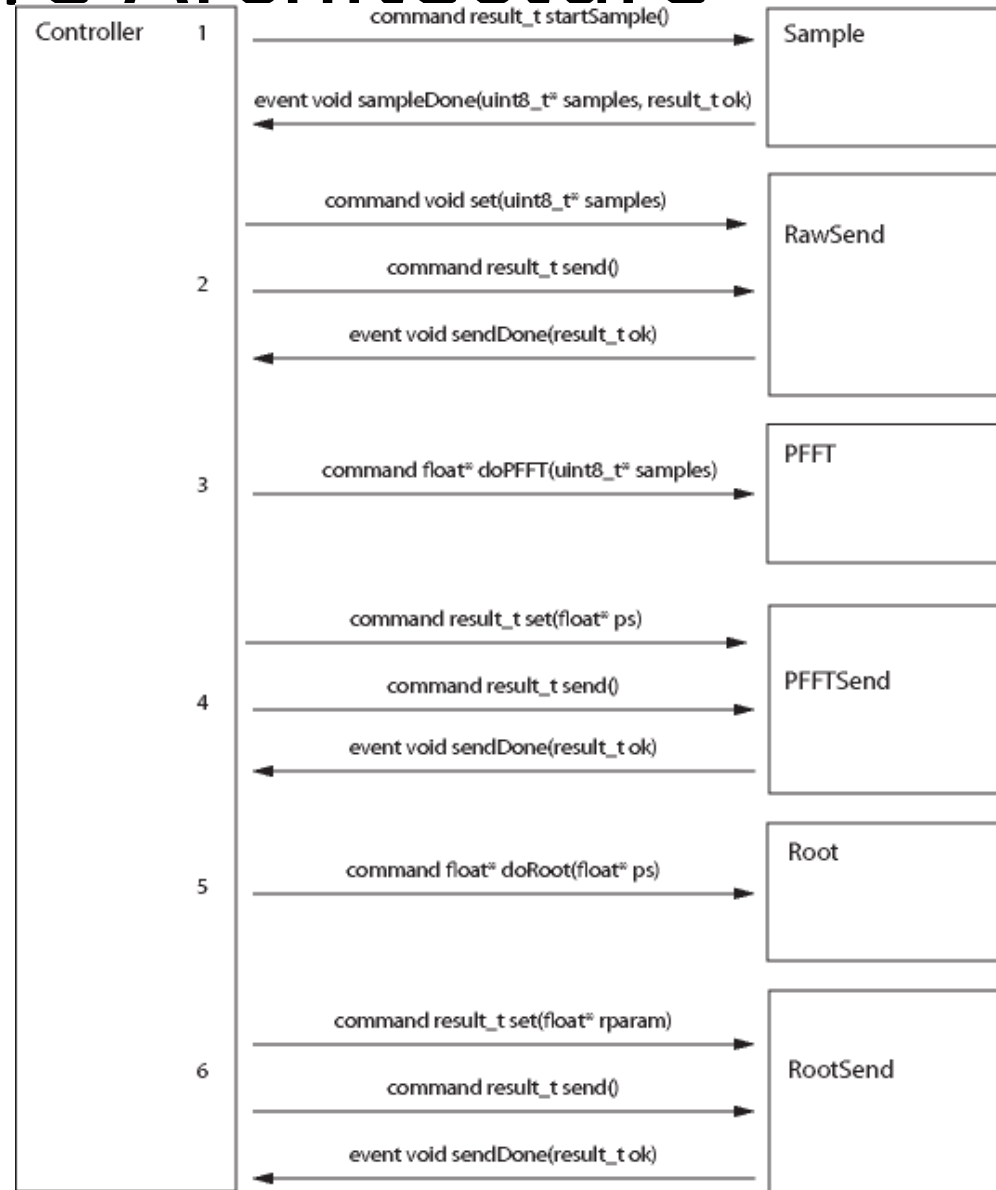 Architecture
command result_t startSample()
Controller 1 Sample
event void sampleDone(uint8_t* samples, result_t ok)
command void set(uint8_t* samples)
RawSend
command result_t send()
2
event void sendDone(result_t ok)
PFFT
command float* doPFFT(uint8_t* samples)
3
command result_t set(float* ps)
command result_t send()
PFFTSend
4
event void sendDone(result_t ok)
Root
command float* doRoot(float* ps)
5
command result_t set(float* rparam)
RootSend
6
command result_t send()
event void sendDone(result_t ok)